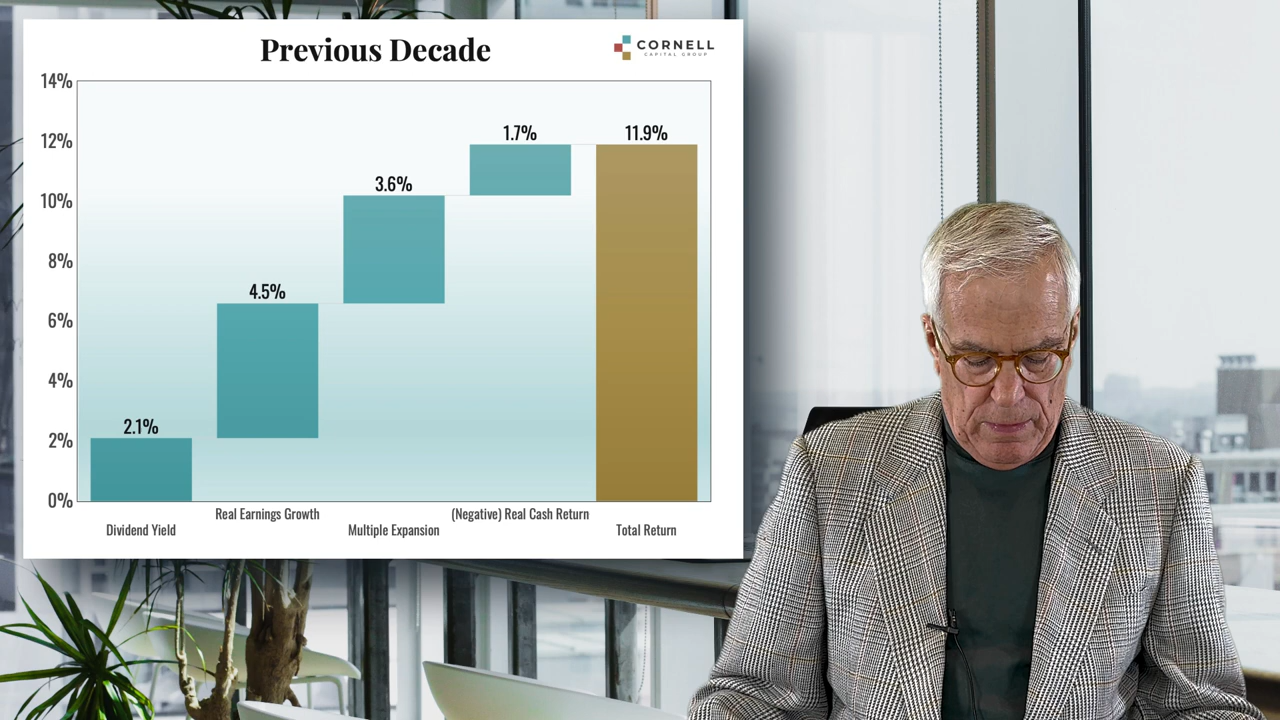 Previous Decade
CORNELL
CAPITAL GROUP
14%
12%
10%
8%
6%
4%
2%
0%
2.1%
4.5%
3.6%
1.7%
11.9%
Dividend Yield
Real Earnings Growth
Multiple Expansion
(Negative) Real Cash Return
Total Return